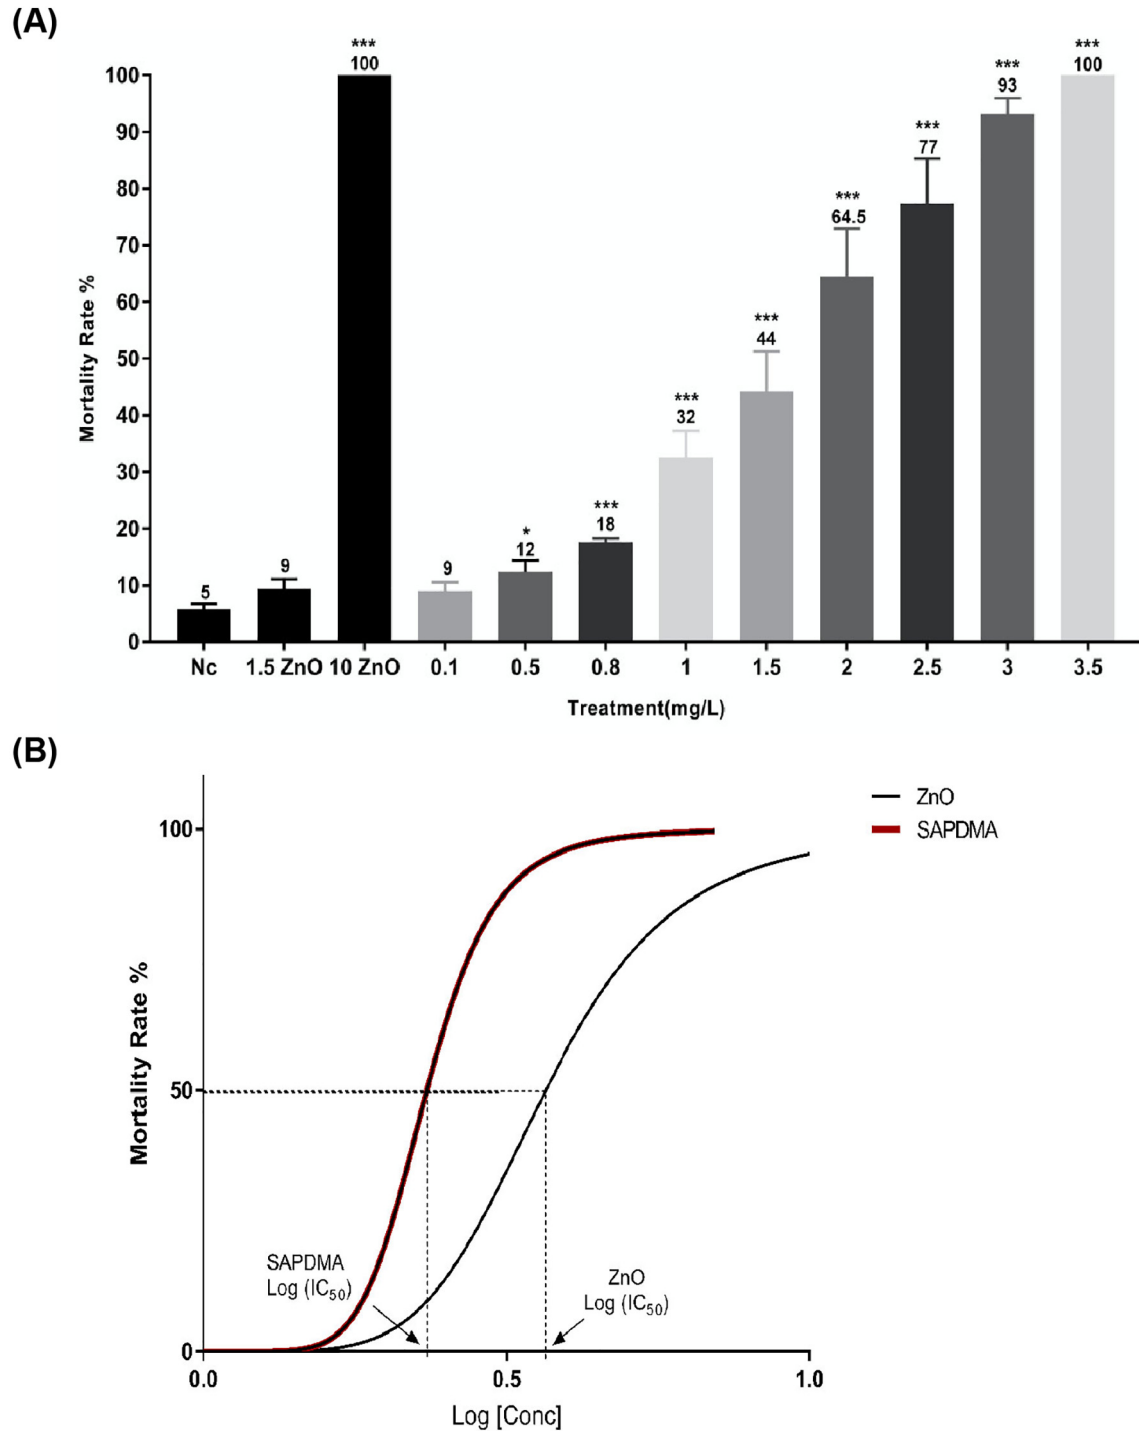 (A)
Mortality Rate %
100
90
80
70
60
50
40
30
20
10
0
5
9
***
100
9
*
12
***
18
***
32
***
44
***
64.5
***
77
***
93
***
100
Nc 1.5 ZnO 10 ZnO 0.1 0.5 0.8 1 1.5 2 2.5 3 3.5
Treatment(mg/L)
(B)
Mortality Rate %
100
50
0
ZnO
SAPDMA
SAPDMA
Log (IC50)
ZnO
Log (IC50)
0.0 0.5 1.0
Log [Conc]